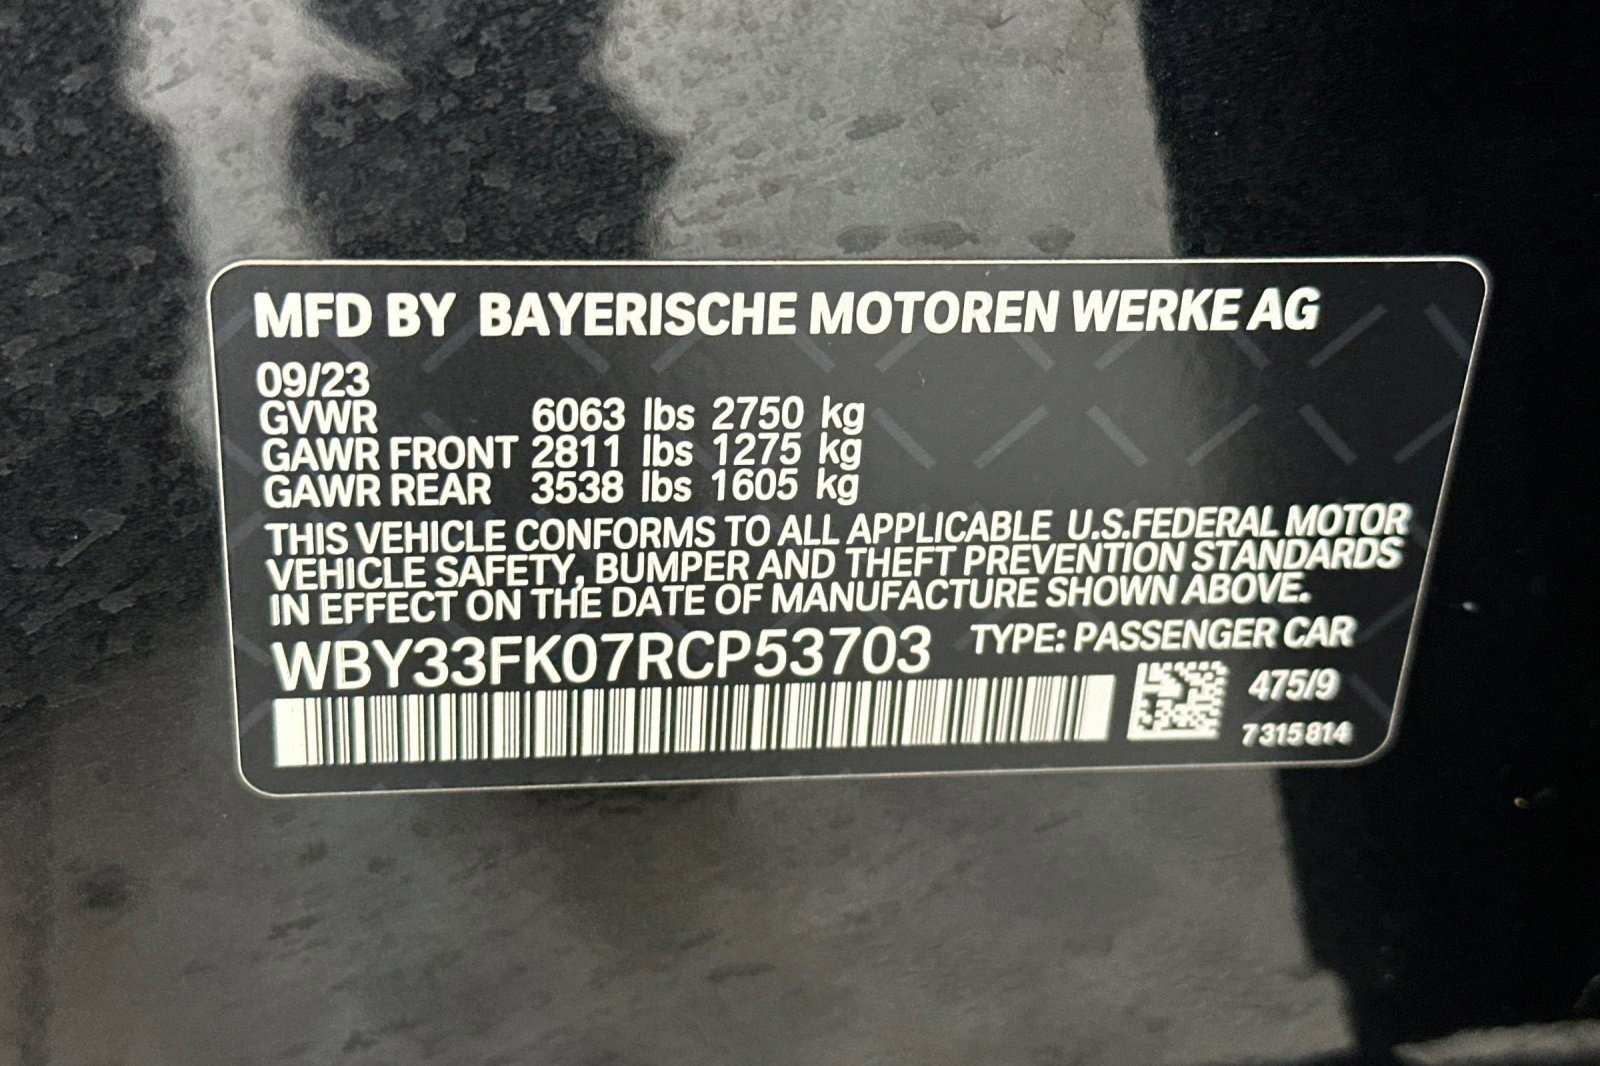 MFD BY BAYERISCHE MOTOREN WERKE AG
09/23
GVWR 6063 lbs 2750 kg
GAWR FRONT 2811 lbs 1275 kg
GAWR REAR 3538 lbs 1605 kg
THIS VEHICLE CONFORMS TO ALL APPLICABLE U.S.FEDERAL MOTOR
VEHICLE SAFETY, BUMPER AND THEFT PREVENTION STANDARDS
IN EFFECT ON THE DATE OF MANUFACTURE SHOWN ABOVE.
WBY33FK07RCP53703 TYPE: PASSENGER CAR
475/9
7 315 814